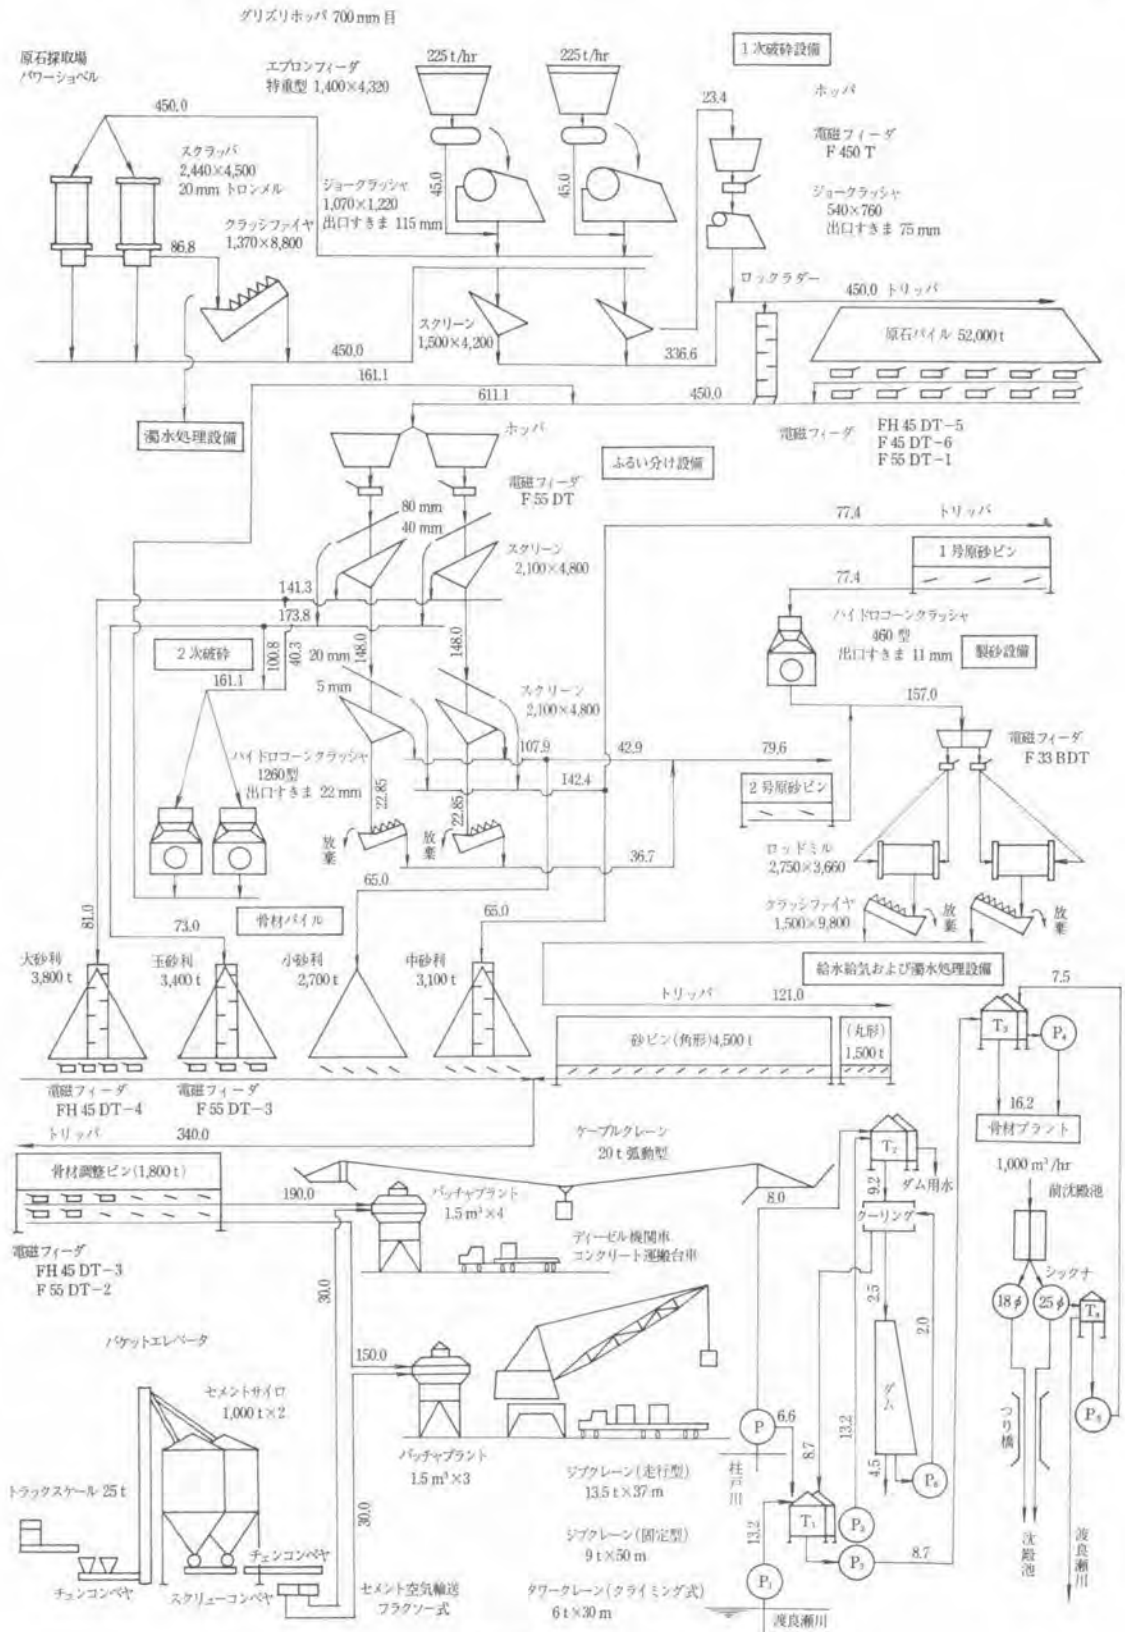 グリズリホッパ 700 mm 目
原石採取場
パワーショベル
エプロンフィーダ
特重型 1,400×4,320
225 t/hr
225 t/hr
1次破砕設備
ホッパ
23.4
電磁フィーダ
F 450 T
450.0
スクラッバ
2,440×4,500
20 mm トロンメル
ジョークラッシャ
1,070×1,220
出口すきま 115 mm
45.0
45.0
ジョークラッシャ
540×760
出口すきま 75 mm
クラッシファイヤ
1,370×8,800
86.8
ロックラダー
450.0 トリッパ
スクリーン
1,500×4,200
原石パイル 52,000 t
450.0
336.6
161.1
611.1
450.0
濁水処理設備
ホッパ
ふるい分け設備
電磁フィーダ
FH 45 DT-5
F 45 DT-6
F 55 DT-1
電磁フィーダ
F 55 DT
80 mm
40 mm
77.4
トリッパ
スクリーン
2,100×4,800
1号原砂ビン
77.4
141.3
173.8
ハイドロコーンクラッシャ
460 型
出口すきま 11 mm
製砂設備
2次破砕
100.8
40.3
148.0
148.0
20 mm
5 mm
161.1
スクリーン
2,100×4,800
157.0
107.9
42.9
79.6
電磁フィーダ
F 33 BDT
ハイドロコーンクラッシャ
1260型
出口すきま 22 mm
142.4
2号原砂ビン
22.85
22.85
放棄
放棄
36.7
ロッドミル
2,750×3,660
65.0
クラッシファイヤ
1,500×9,800
放棄
放棄
骨材パイル
81.0
73.0
65.0
大砂利
3,800 t
玉砂利
3,400 t
小砂利
2,700 t
中砂利
3,100 t
給水給気および濁水処理設備
トリッパ
121.0
7.5
砂ビン(角形)4,500 t
(丸形)
1,500 t
T₃
P₄
電磁フィーダ
FH 45 DT-4
電磁フィーダ
F 55 DT-3
16.2
骨材プラント
トリッパ
340.0
ケーブルクレーン
20 t 弧動型
T₂
1,000 m³/hr
骨材調整ビン(1,800 t)
190.0
バッチャプラント
1.5 m³×4
8.0
9.2
ダム用水
前沈殿池
クーリング
電磁フィーダ
FH 45 DT-3
F 55 DT-2
ディーゼル機関車
コンクリート運搬台車
シックナ
18 φ
25 φ
T₄
30.0
2.5
2.0
バケットエレベータ
150.0
セメントサイロ
1,000 t×2
ダム
つり橋
P
6.6
13.2
8.7
4.5
P₅
P₆
バッチャプラント
1.5 m³×3
トラックスケール 25 t
ジブクレーン(走行型)
13.5 t×37 m
桂戸川
T₁
P₂
30.0
ジブクレーン(固定型)
9 t×50 m
13.2
P₃
8.7
沈殿池
渡良瀬川
チェンコンベヤ
チェンコンベヤ
スクリューコンベヤ
セメント空気輸送
フラクソー式
タワークレーン(クライミング式)
6 t×30 m
P₁
渡良瀬川